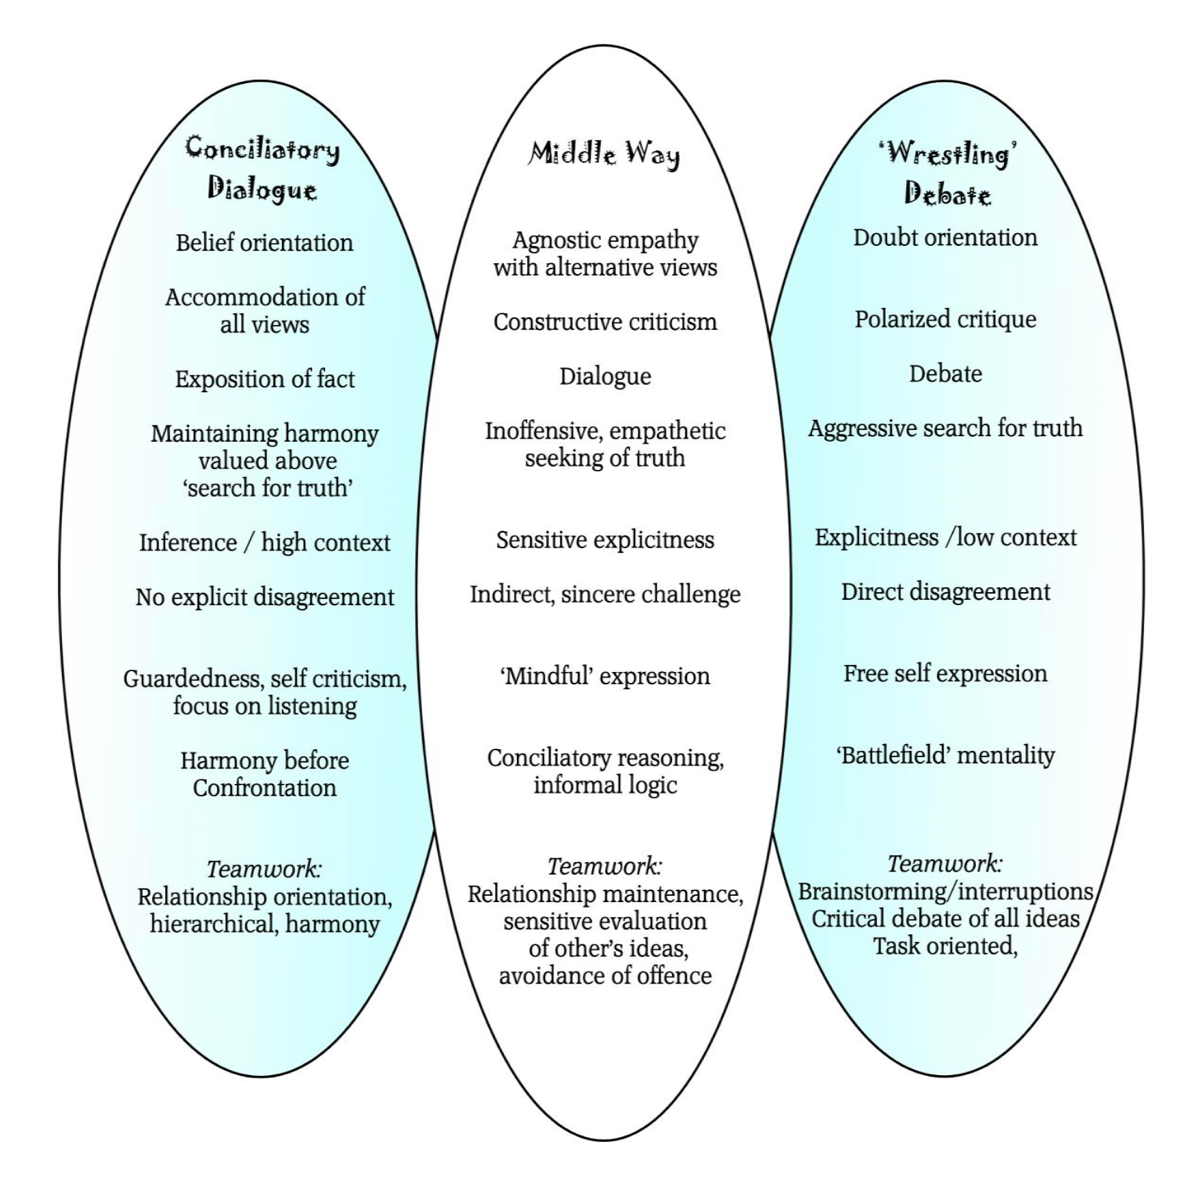 Conciliatory
Dialogue
Belief orientation
Accommodation of
all views
Exposition of fact
Maintaining harmony
valued above
‘search for truth’
Inference / high context
No explicit disagreement
Guardedness, self criticism,
focus on listening
Harmony before
Confrontation
Teamwork:
Relationship orientation,
hierarchical, harmony
Middle Way
Agnostic empathy
with alternative views
Constructive criticism
Dialogue
Inoffensive, empathetic
seeking of truth
Sensitive explicitness
Indirect, sincere challenge
‘Mindful’ expression
Conciliatory reasoning,
informal logic
Teamwork:
Relationship maintenance,
sensitive evaluation
of other’s ideas,
avoidance of offence
‘Wrestling’
Debate
Doubt orientation
Polarized critique
Debate
Aggressive search for truth
Explicitness /low context
Direct disagreement
Free self expression
‘Battlefield’ mentality
Teamwork:
Brainstorming/interruptions
Critical debate of all ideas
Task oriented,